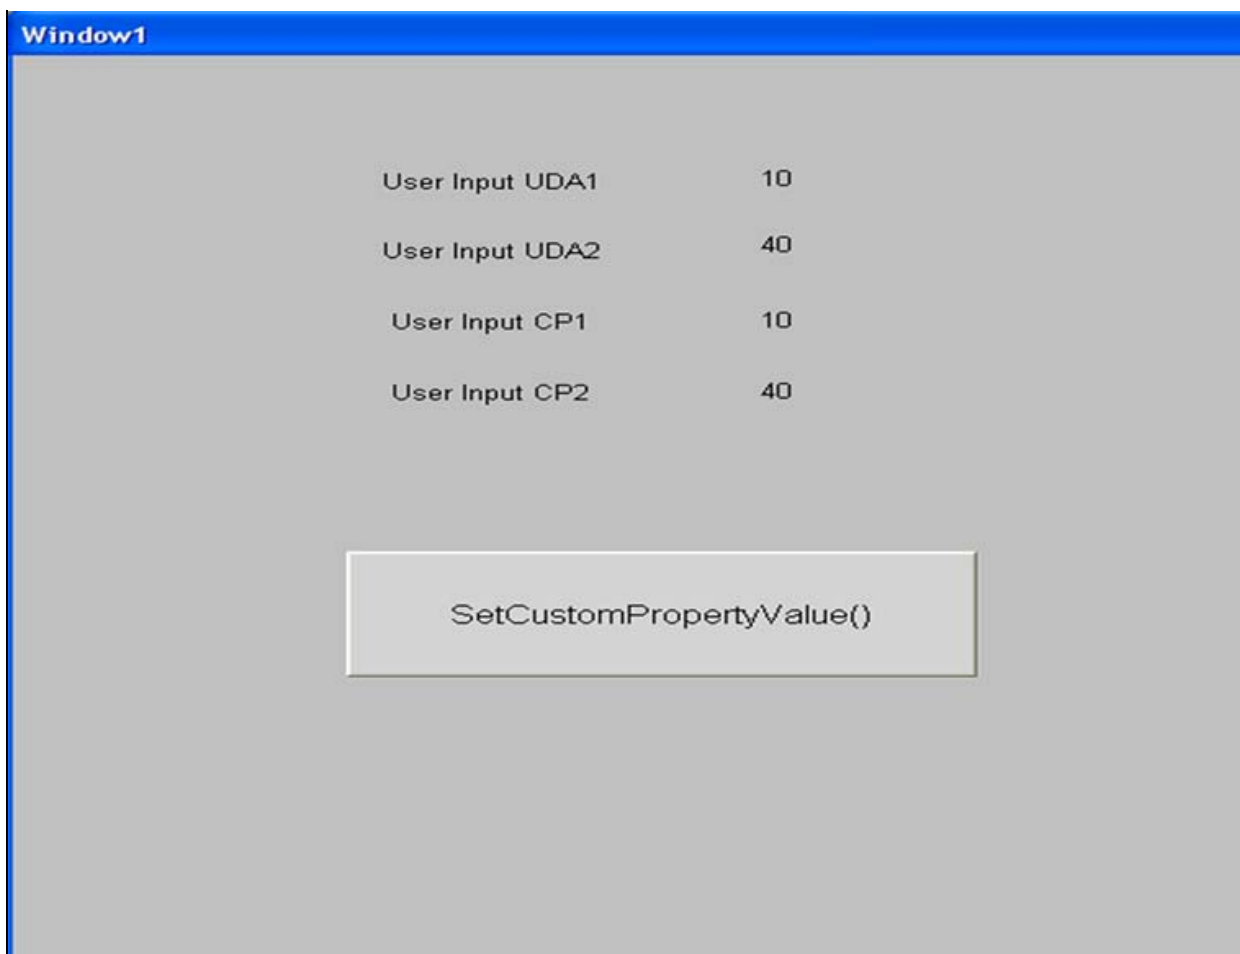 Window1
User Input UDA1 10
User Input UDA2 40
User Input CP1 10
User Input CP2 40
SetCustomPropertyValue()